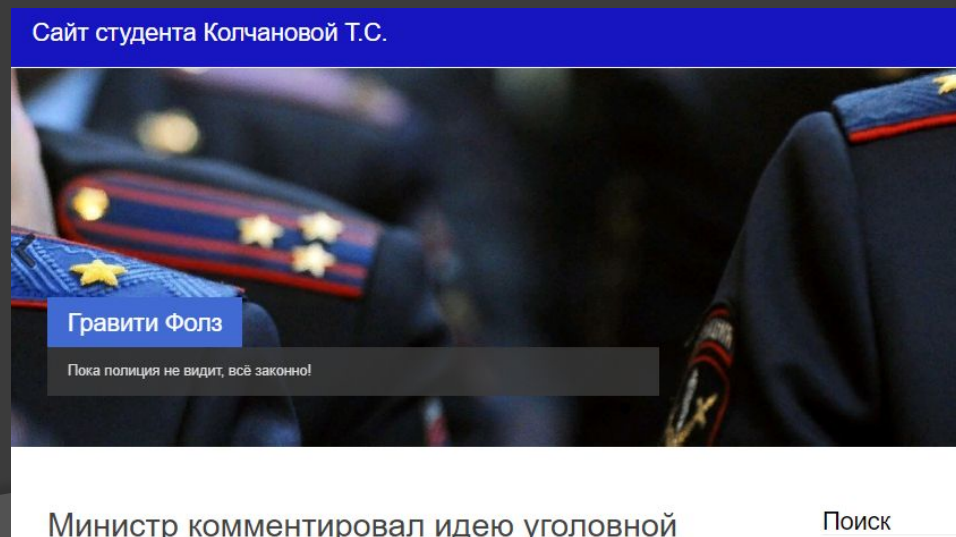 Сайт студента Колчановой Т.С.
Гравити Фолз
Пока полиция не видит, всё законно!
Министр комментировал идею уголовной
Поиск